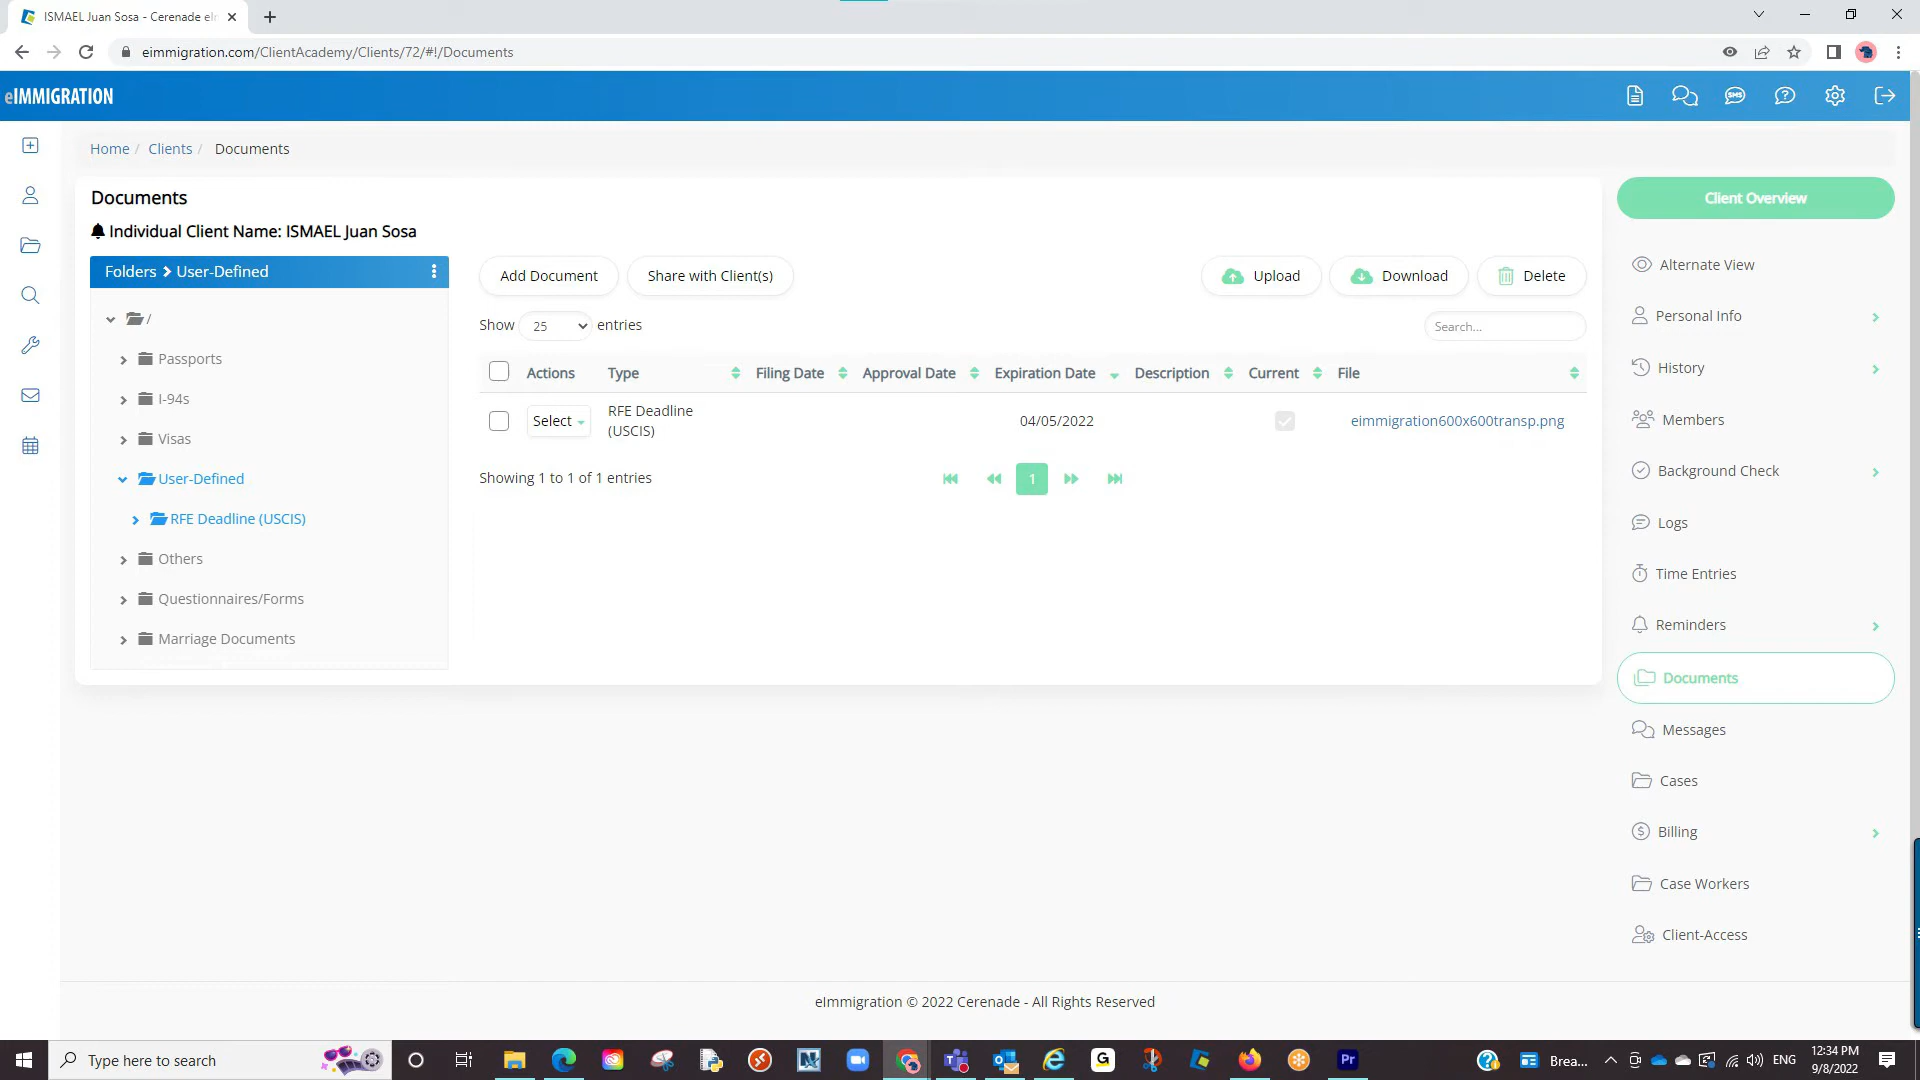 ISMAEL Juan Sosa - Cerenade eIn
eimmigration.com/ClientAcademy/Clients/72/#!/Documents
eIMMIGRATION
SMS
Home / Clients / Documents
Documents
Individual Client Name: ISMAEL Juan Sosa
Folders > User-Defined
/
Passports
I-94s
Visas
User-Defined
RFE Deadline (USCIS)
Others
Questionnaires/Forms
Marriage Documents
Add Document
Share with Client(s)
Upload
Download
Delete
Show 25 entries
Search...
Actions Type Filing Date Approval Date Expiration Date Description Current File
Select RFE Deadline (USCIS) 04/05/2022 eimmigration600x600transp.png
Showing 1 to 1 of 1 entries
1
Client Overview
Alternate View
Personal Info
History
Members
Background Check
Logs
Time Entries
Reminders
Documents
Messages
Cases
Billing
Case Workers
Client-Access
eImmigration © 2022 Cerenade - All Rights Reserved
Type here to search
Brea...
ENG
12:34 PM
9/8/2022